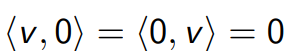 ⟨v, 0⟩ = ⟨0, v⟩ = 0